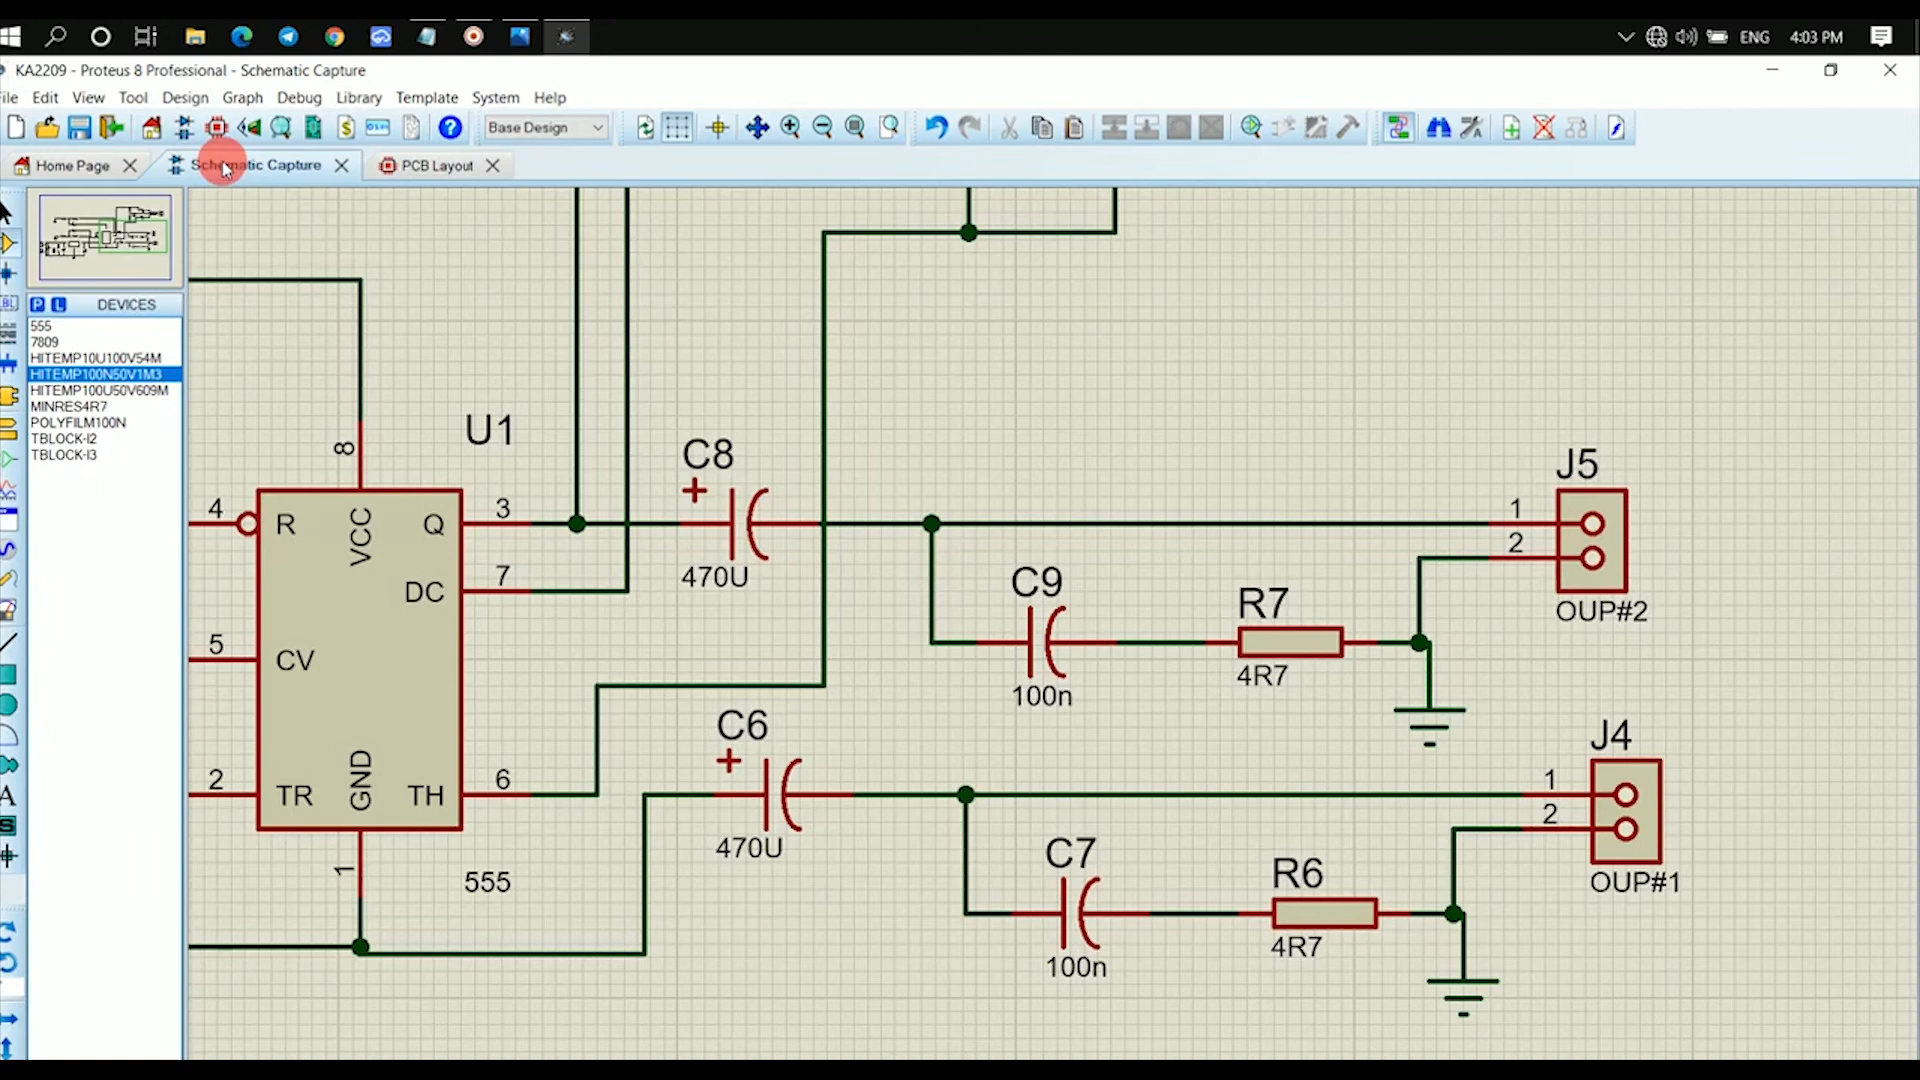 ENG 4:03 PM
KA2209 - Proteus 8 Professional - Schematic Capture
File Edit View Tool Design Graph Debug Library Template System Help
Base Design
Home Page Schematic Capture PCB Layout
P L DEVICES
555
7809
HITEMP10U100V54M
HITEMP100N50V1M3
HITEMP100U50V609M
MINRES4R7
POLYFILM100N
TBLOCK-I2
TBLOCK-I3
U1
8
4
R
VCC
Q
3
DC
7
5
CV
2
TR
GND
TH
6
1
555
C8
+
470U
C9
100n
R7
4R7
J5
1
2
OUP#2
C6
+
470U
C7
100n
R6
4R7
J4
1
2
OUP#1